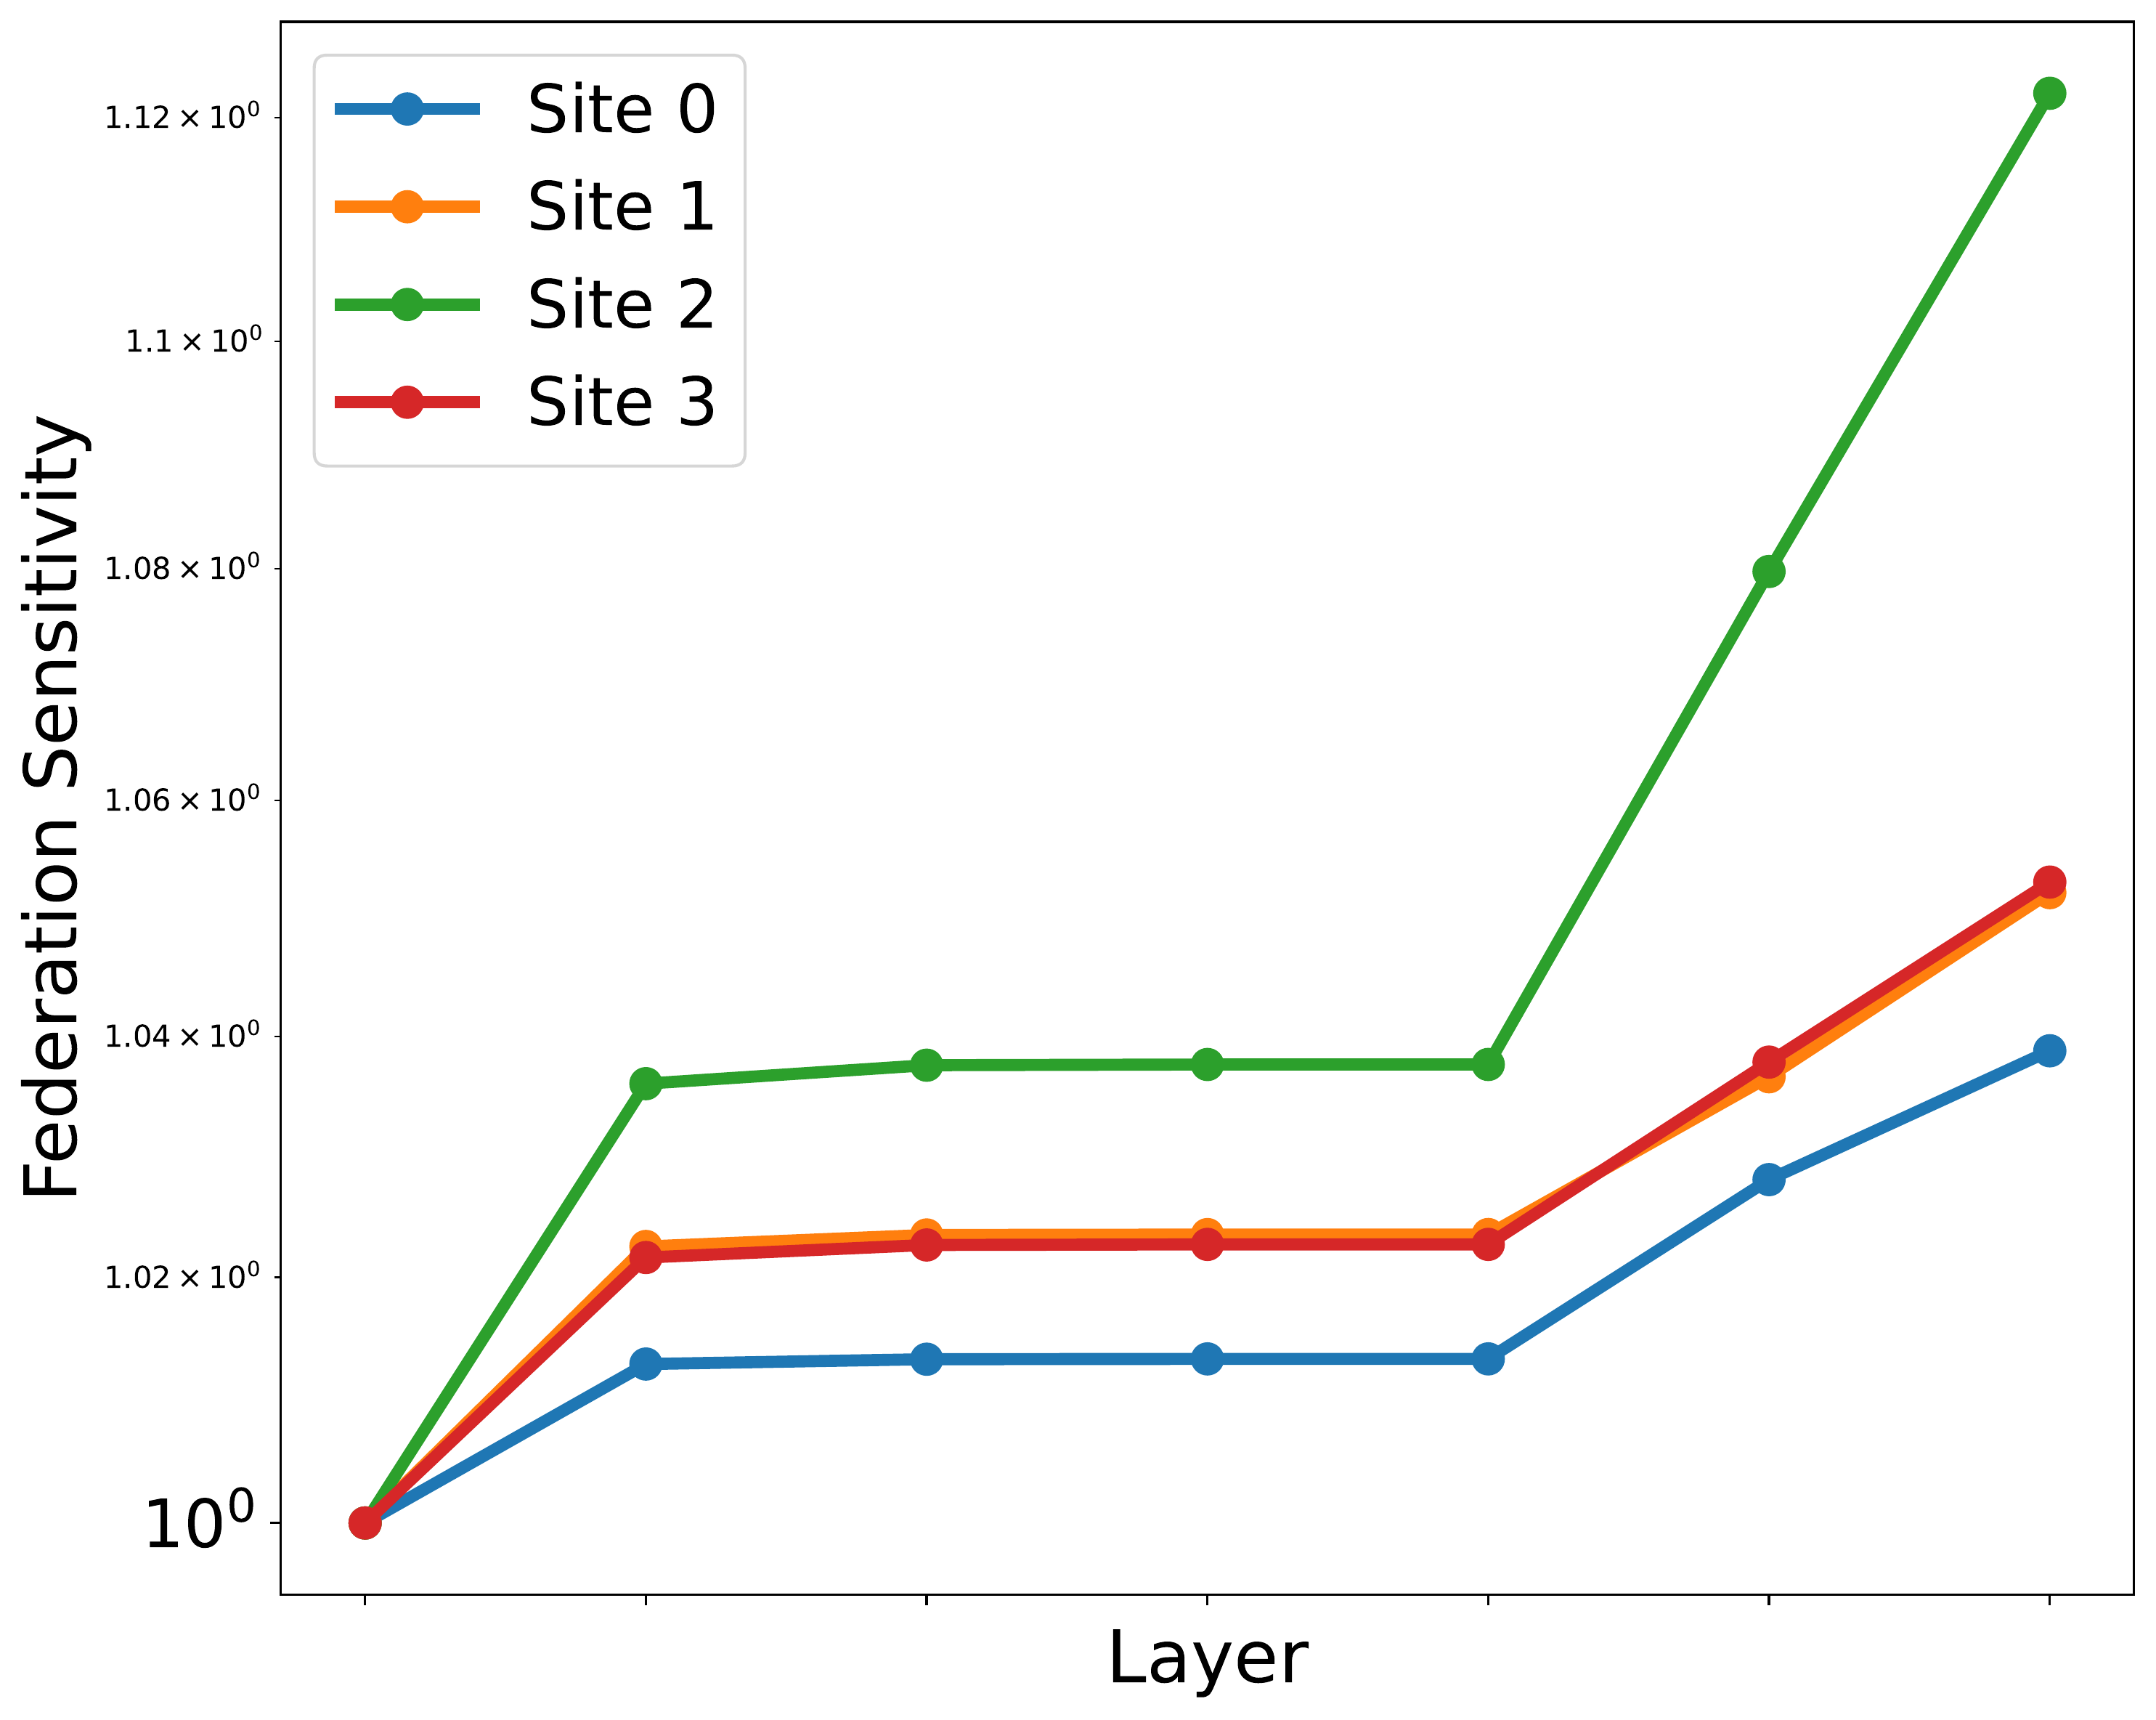 Site 0
Site 1
Site 2
Site 3
Federation Sensitivity
1.12 × 10⁰
1.1 × 10⁰
1.08 × 10⁰
1.06 × 10⁰
1.04 × 10⁰
1.02 × 10⁰
10⁰
Layer